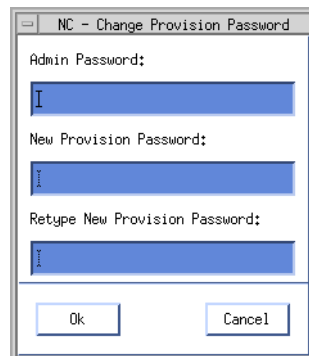 NC - Change Provision Password
Admin Password:
New Provision Password:
Retype New Provision Password:
Ok
Cancel